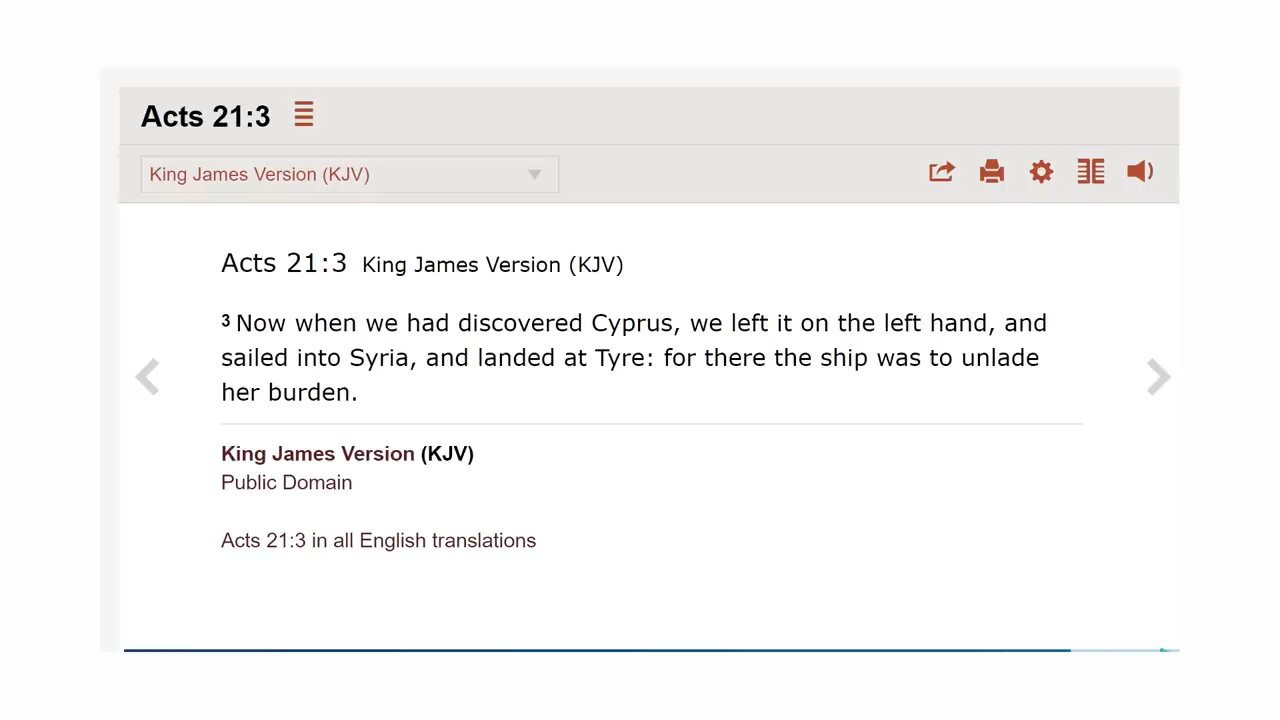 Acts 21:3
King James Version (KJV)
Acts 21:3 King James Version (KJV)
3 Now when we had discovered Cyprus, we left it on the left hand, and
sailed into Syria, and landed at Tyre: for there the ship was to unlade
her burden.
King James Version (KJV)
Public Domain
Acts 21:3 in all English translations